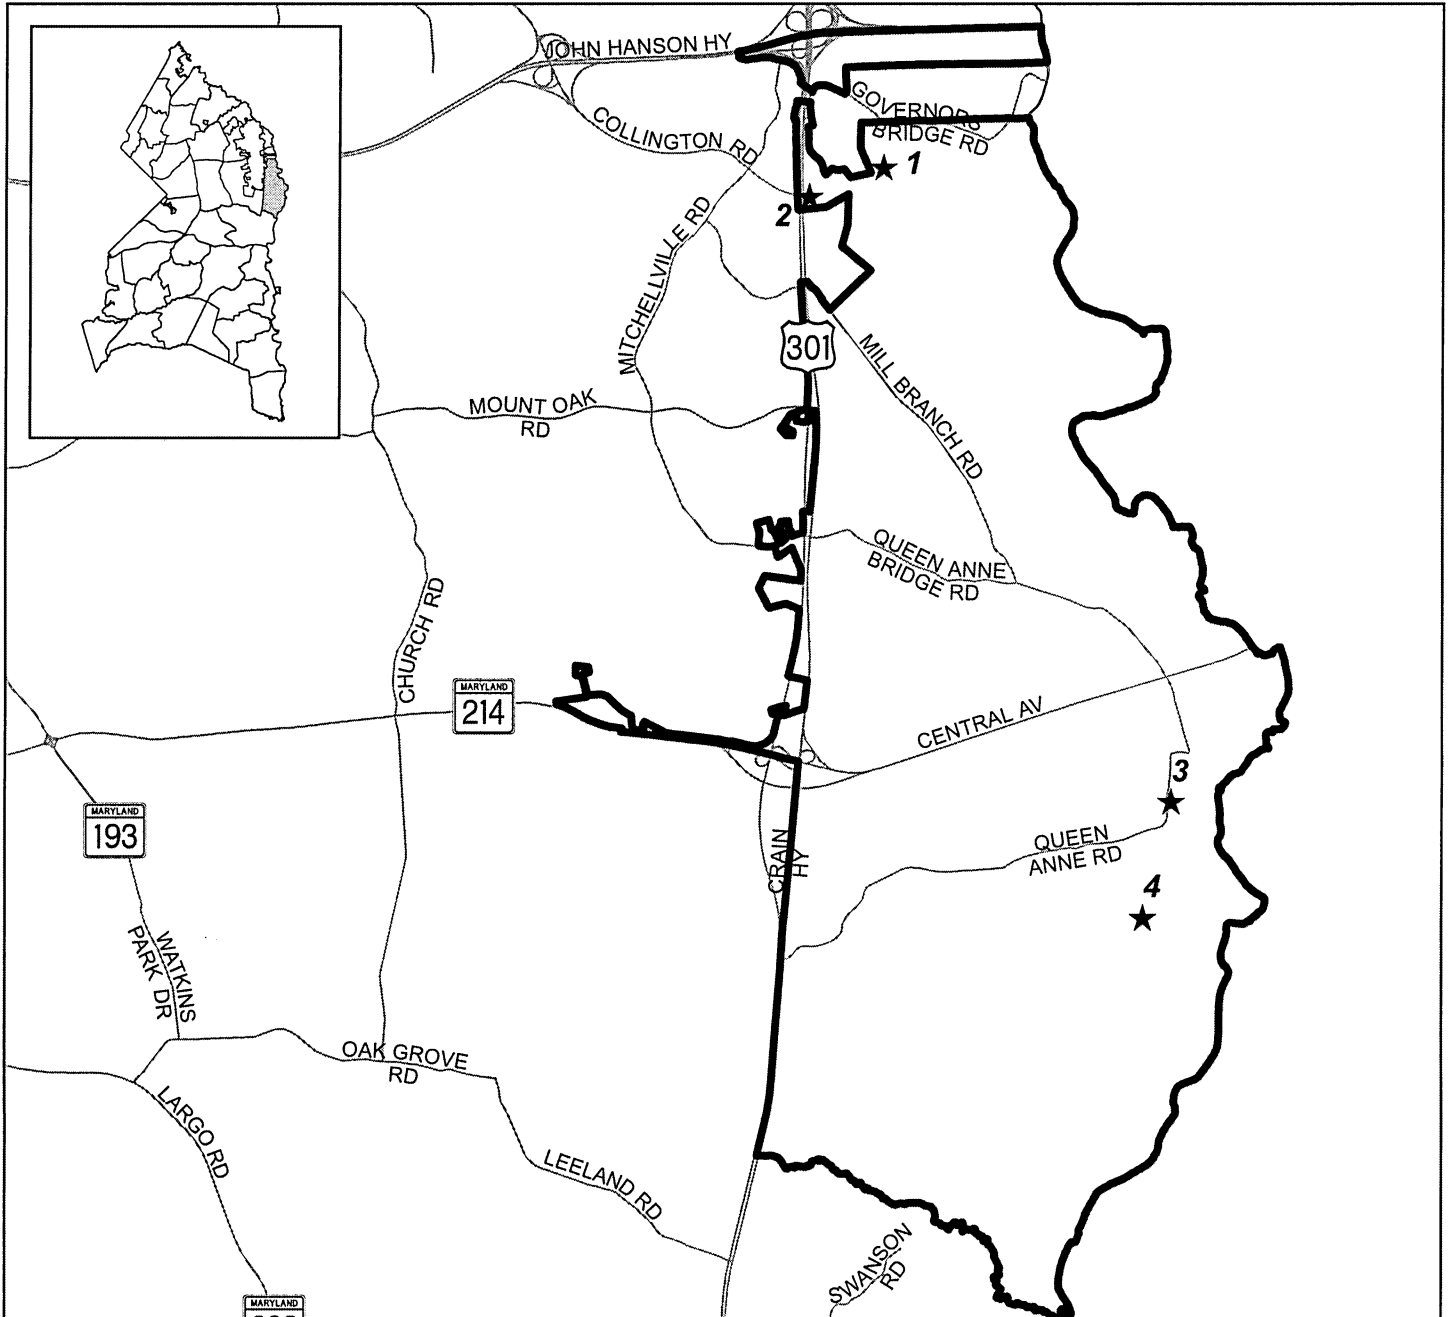 JOHN HANSON HY
GOVERNORS
BRIDGE RD
COLLINGTON RD
1
2
MITCHELLVILLE RD
301
MILL BRANCH RD
MOUNT OAK
RD
QUEEN ANNE
BRIDGE RD
CHURCH RD
MARYLAND
214
CENTRAL AV
3
MARYLAND
193
CRAIN
HY
QUEEN
ANNE RD
4
WATKINS
PARK DR
OAK GROVE
RD
LARGO RD
LEELAND RD
SWANSON
RD
MARYLAND